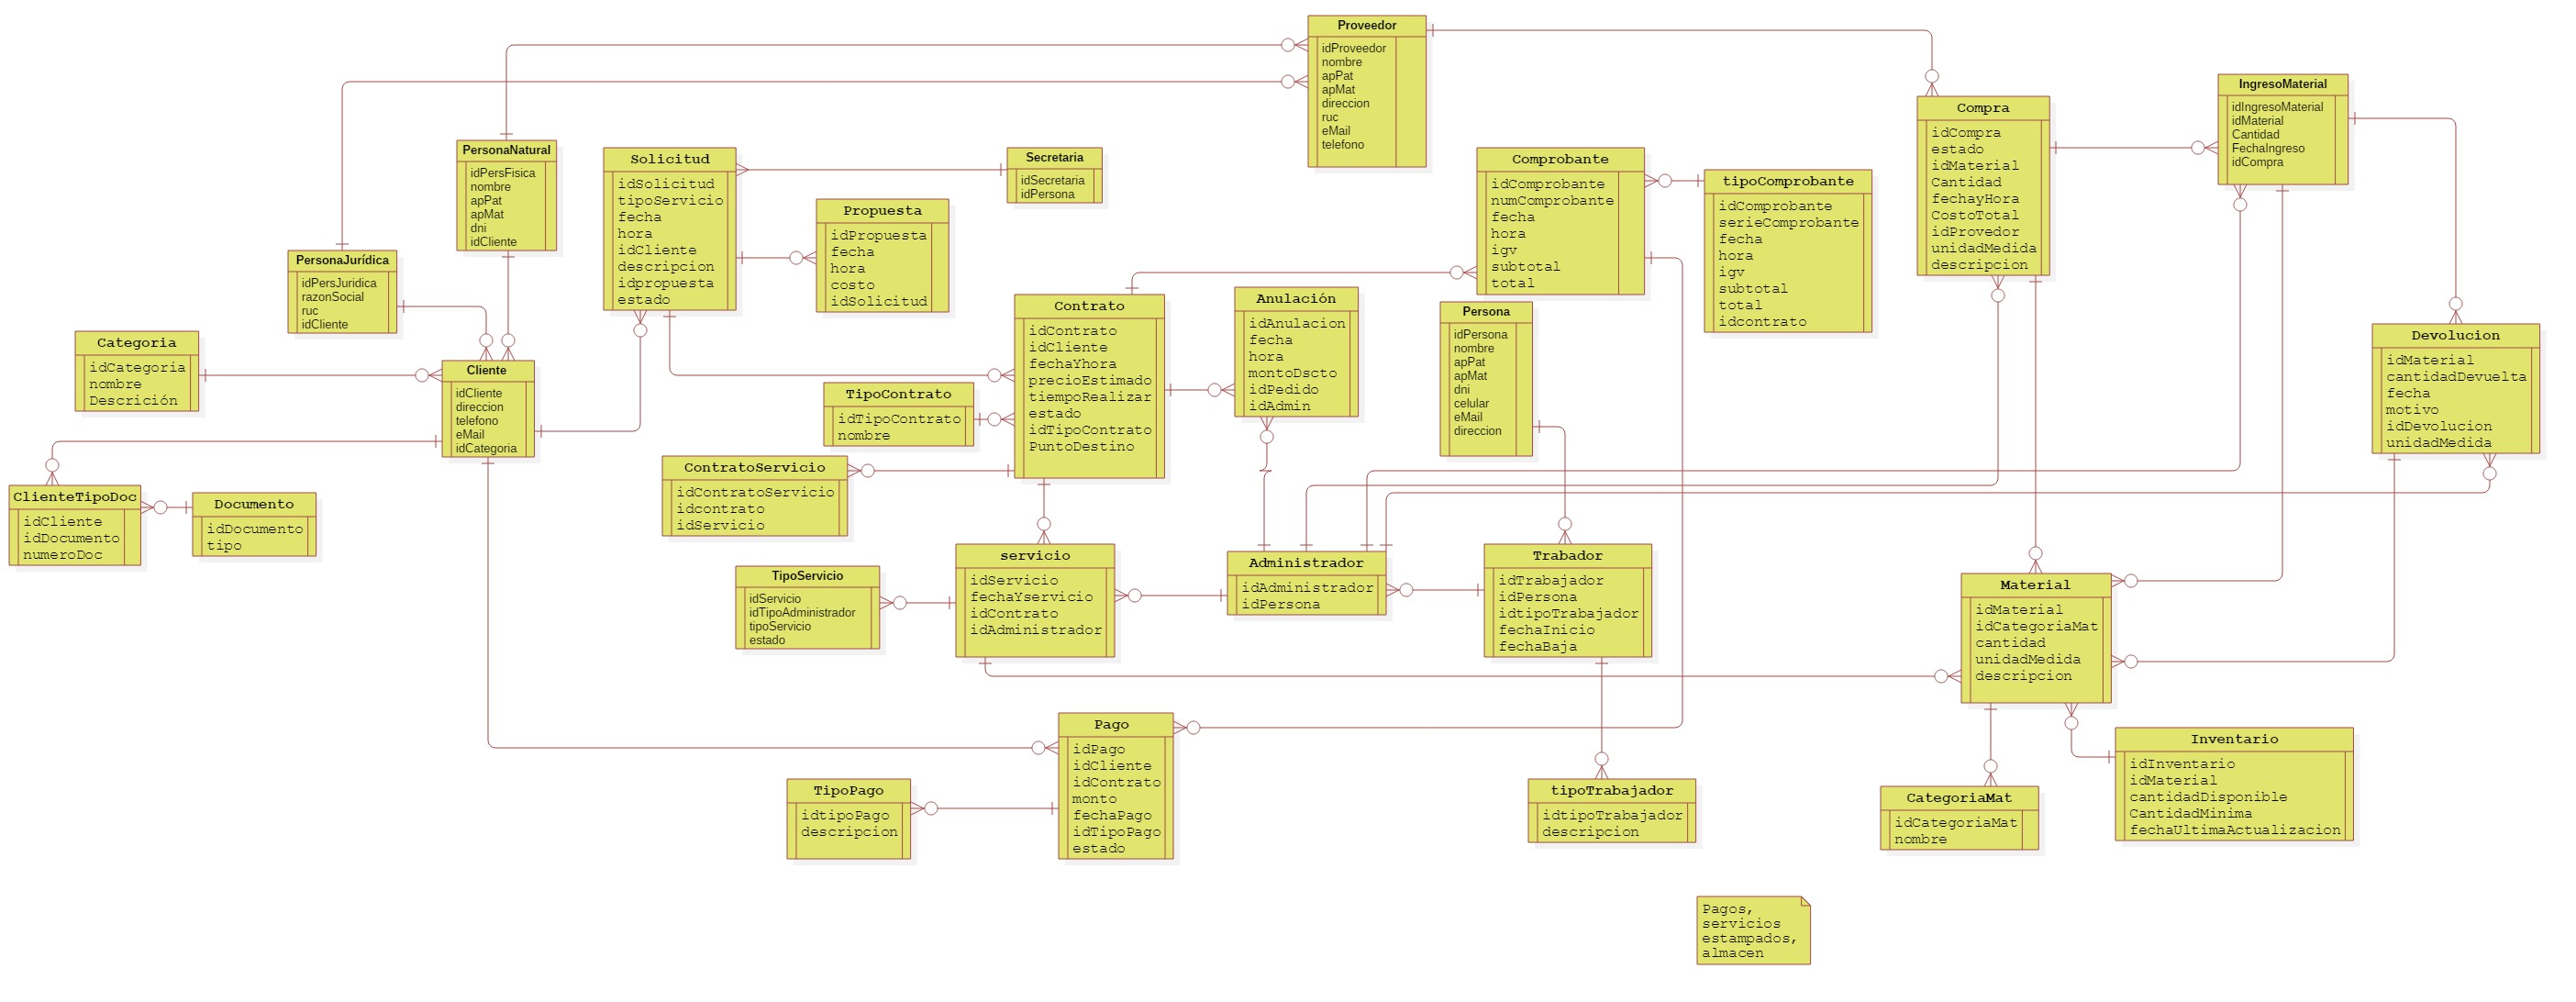 Proveedor
idProveedor
nombre
apPat
apMat
direccion
ruc
eMail
telefono
IngresoMaterial
idIngresoMaterial
idMaterial
Cantidad
FechaIngreso
idCompra
Compra
idCompra
estado
idMaterial
Cantidad
fechayHora
CostoTotal
idProvedor
unidadMedida
descripcion
PersonaNatural
idPersFisica
nombre
apPat
apMat
dni
idCliente
Solicitud
idSolicitud
tipoServicio
fecha
hora
idCliente
descripcion
idpropuesta
estado
Secretaria
idSecretaria
idPersona
Comprobante
idComprobante
numComprobante
fecha
hora
igv
subtotal
total
tipoComprobante
idComprobante
serieComprobante
fecha
hora
igv
subtotal
total
idcontrato
Propuesta
idPropuesta
fecha
hora
costo
idSolicitud
PersonaJurídica
idPersJuridica
razonSocial
ruc
idCliente
Contrato
idContrato
idCliente
fechaYhora
precioEstimado
tiempoRealizar
estado
idTipoContrato
PuntoDestino
Anulación
idAnulacion
fecha
hora
montoDscto
idPedido
idAdmin
Persona
idPersona
nombre
apPat
apMat
dni
celular
eMail
direccion
Devolucion
idMaterial
cantidadDevuelta
fecha
motivo
idDevolucion
unidadMedida
Categoria
idCategoria
nombre
Descrición
Cliente
idCliente
direccion
telefono
eMail
idCategoria
TipoContrato
idTipoContrato
nombre
ContratoServicio
idContratoServicio
idcontrato
idServicio
ClienteTipoDoc
idCliente
idDocumento
numeroDoc
Documento
idDocumento
tipo
servicio
idServicio
fechaYservicio
idContrato
idAdministrador
Administrador
idAdministrador
idPersona
Trabador
idTrabajador
idPersona
idtipoTrabajador
fechaInicio
fechaBaja
TipoServicio
idServicio
idTipoAdministrador
tipoServicio
estado
Material
idMaterial
idCategoriaMat
cantidad
unidadMedida
descripcion
Pago
idPago
idCliente
idContrato
monto
fechaPago
idTipoPago
estado
TipoPago
idtipoPago
descripcion
tipoTrabajador
idtipoTrabajador
descripcion
CategoriaMat
idCategoriaMat
nombre
Inventario
idInventario
idMaterial
cantidadDisponible
CantidadMinima
fechaUltimaActualizacion
Pagos,
servicios
estampados,
almacen